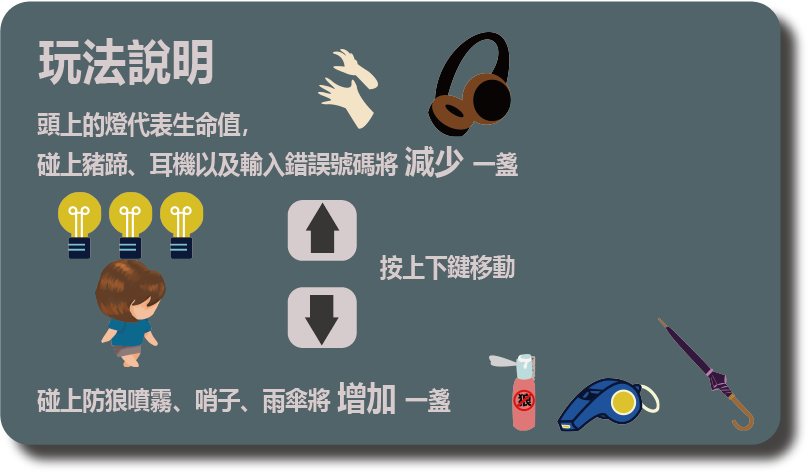 玩法說明
頭上的燈代表生命值,
碰上豬蹄、耳機以及輸入錯誤號碼將 減少 一盞
按上下鍵移動
碰上防狼噴霧、哨子、雨傘將 增加 一盞
狼